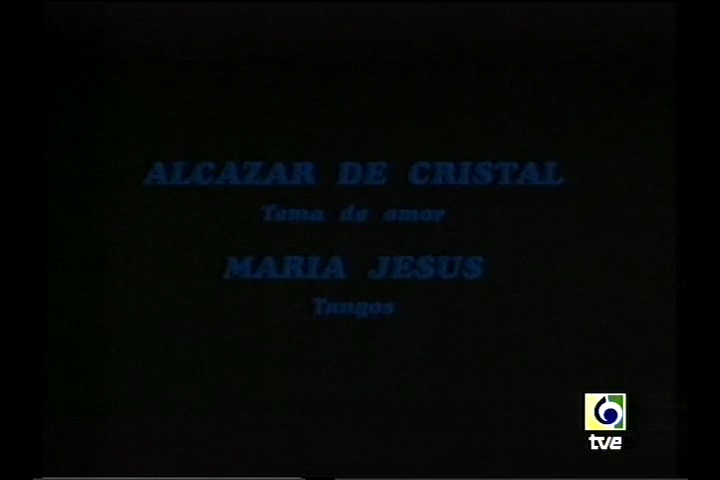 ALCAZAR DE CRISTAL
Tema de amor
MARIA JESUS
Tangos
tve